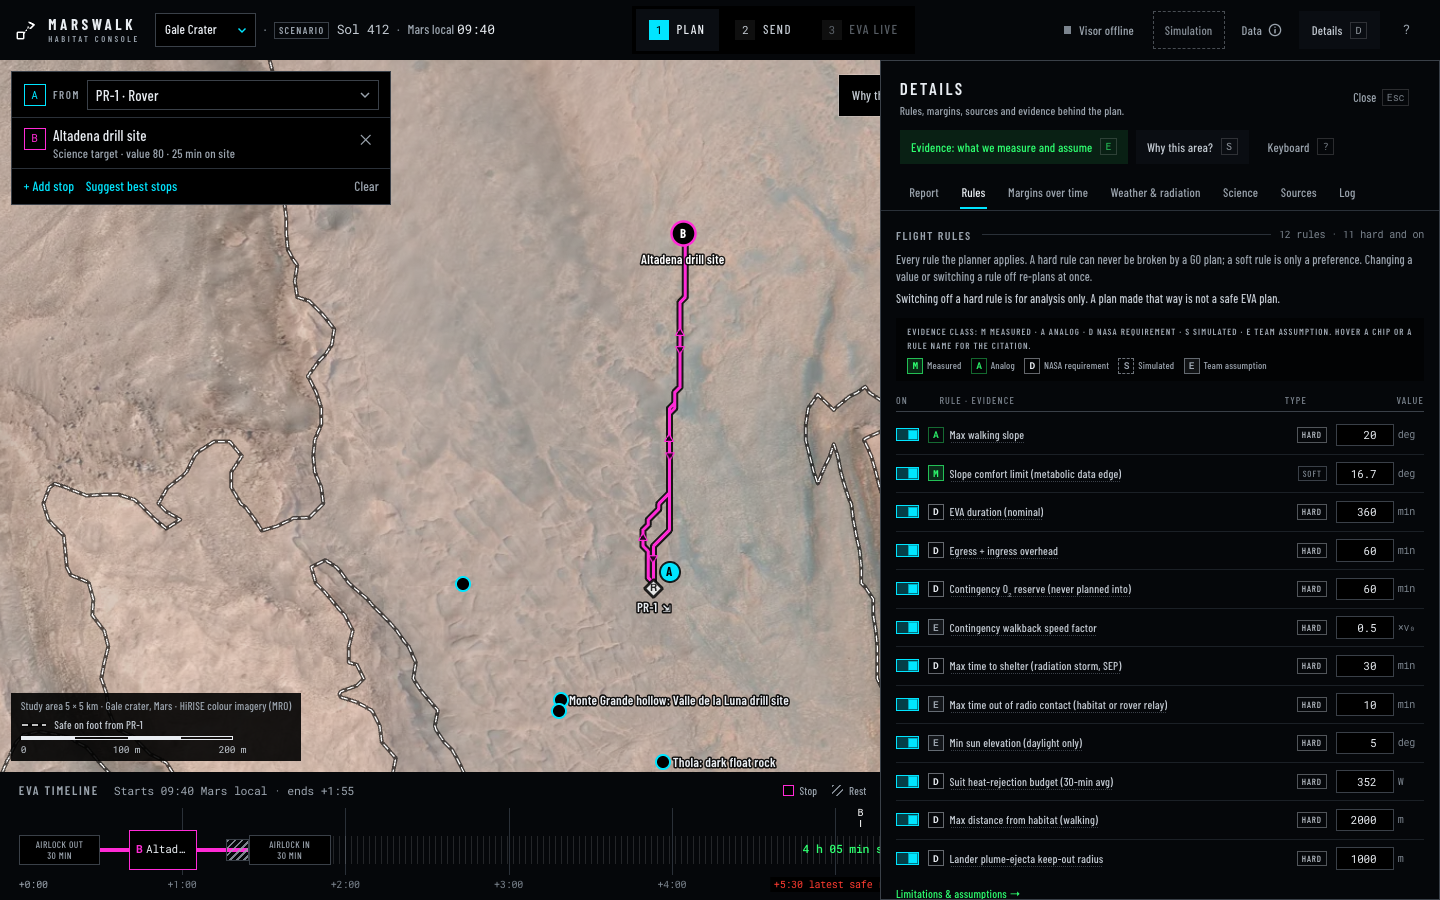 MARSWALK
HABITAT CONSOLE
Gale Crater
· SCENARIO Sol 412 · Mars local 09:40
1 PLAN
2 SEND
3 EVA LIVE
Visor offline
Simulation
Data
Details D
?
A FROM PR-1 · Rover
B Altadena drill site
Science target · value 80 · 25 min on site
+ Add stop Suggest best stops Clear
Why th
B
Altadena drill site
A
R
PR-1
Monte Grande hollow: Valle de la Luna drill site
Thola: dark float rock
Study area 5 × 5 km · Gale crater, Mars · HiRISE colour imagery (MRO)
Safe on foot from PR-1
0 100 m 200 m
EVA TIMELINE Starts 09:40 Mars local · ends +1:55
Stop Rest
B
AIRLOCK OUT
30 MIN
B Altad…
AIRLOCK IN
30 MIN
4 h 05 min s
+0:00 +1:00 +2:00 +3:00 +4:00 +5:30 latest safe
DETAILS
Rules, margins, sources and evidence behind the plan.
Close Esc
Evidence: what we measure and assume E
Why this area? S
Keyboard ?
Report Rules Margins over time Weather & radiation Science Sources Log
FLIGHT RULES 12 rules · 11 hard and on
Every rule the planner applies. A hard rule can never be broken by a GO plan; a soft rule is only a preference. Changing a
value or switching a rule off re-plans at once.
Switching off a hard rule is for analysis only. A plan made that way is not a safe EVA plan.
EVIDENCE CLASS: M MEASURED · A ANALOG · D NASA REQUIREMENT · S SIMULATED · E TEAM ASSUMPTION. HOVER A CHIP OR A
RULE NAME FOR THE CITATION.
M Measured A Analog D NASA requirement S Simulated E Team assumption
ON RULE · EVIDENCE TYPE VALUE
A Max walking slope HARD 20 deg
M Slope comfort limit (metabolic data edge) SOFT 16.7 deg
D EVA duration (nominal) HARD 360 min
D Egress + ingress overhead HARD 60 min
D Contingency O₂ reserve (never planned into) HARD 60 min
E Contingency walkback speed factor HARD 0.5 ×v₀
D Max time to shelter (radiation storm, SEP) HARD 30 min
E Max time out of radio contact (habitat or rover relay) HARD 10 min
E Min sun elevation (daylight only) HARD 5 deg
D Suit heat-rejection budget (30-min avg) HARD 352 W
D Max distance from habitat (walking) HARD 2000 m
D Lander plume-ejecta keep-out radius HARD 1000 m
Limitations & assumptions →